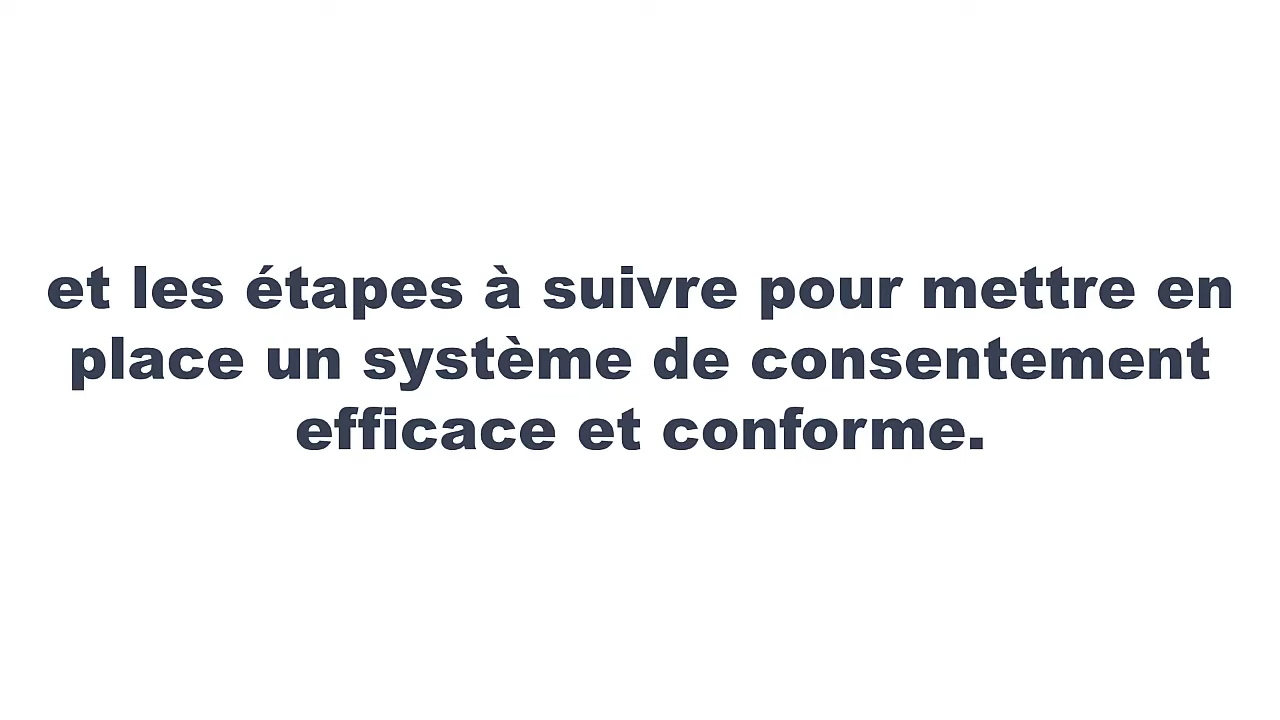 et les étapes à suivre pour mettre en
place un système de consentement
efficace et conforme.